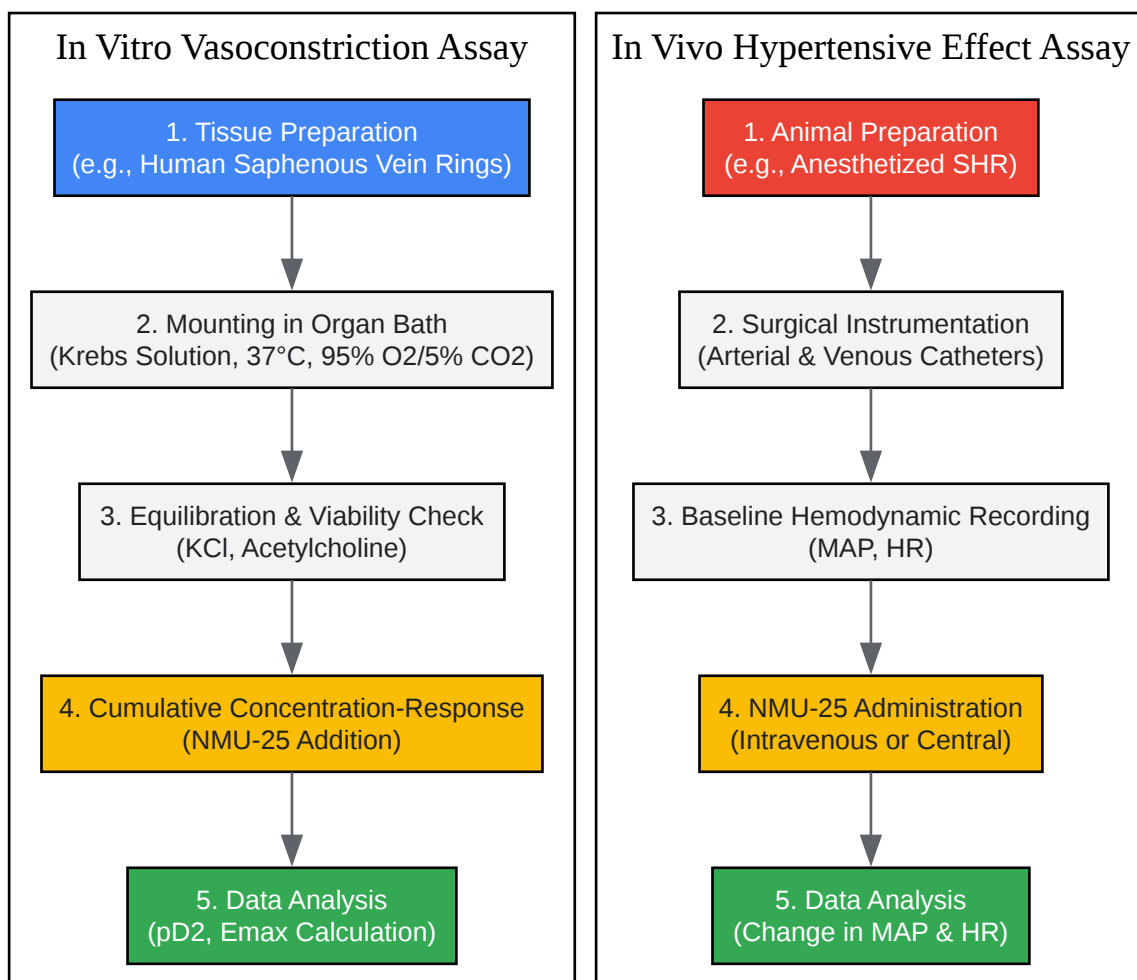 In Vitro Vasoconstriction Assay
1. Tissue Preparation
(e.g., Human Saphenous Vein Rings)
2. Mounting in Organ Bath
(Krebs Solution, 37°C, 95% O2/5% CO2)
3. Equilibration & Viability Check
(KCl, Acetylcholine)
4. Cumulative Concentration-Response
(NMU-25 Addition)
5. Data Analysis
(pD2, Emax Calculation)
In Vivo Hypertensive Effect Assay
1. Animal Preparation
(e.g., Anesthetized SHR)
2. Surgical Instrumentation
(Arterial & Venous Catheters)
3. Baseline Hemodynamic Recording
(MAP, HR)
4. NMU-25 Administration
(Intravenous or Central)
5. Data Analysis
(Change in MAP & HR)